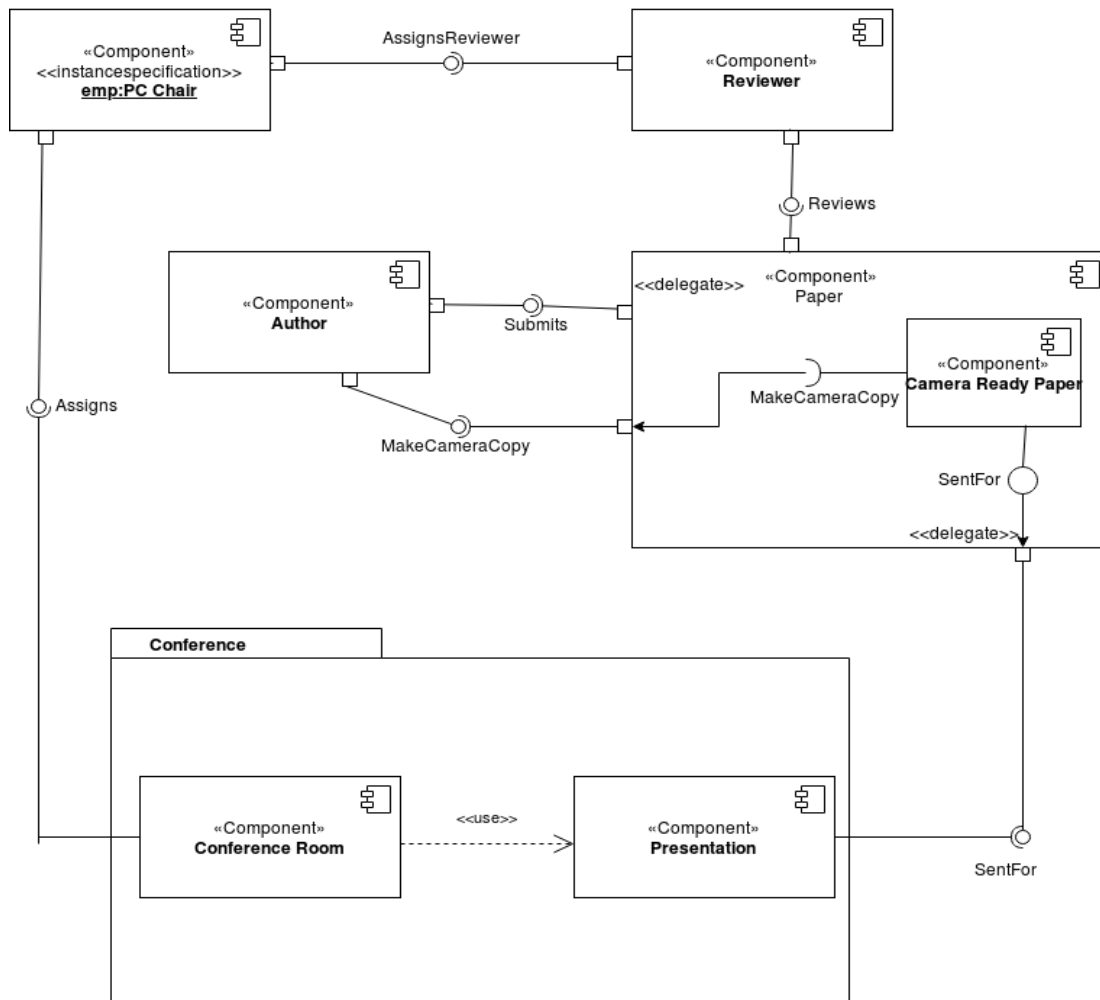 «Component»
<<instancespecification>>
emp:PC Chair
AssignsReviewer
«Component»
Reviewer
Reviews
«Component»
Author
Submits
<<delegate>>
«Component»
Paper
«Component»
Camera Ready Paper
MakeCameraCopy
MakeCameraCopy
Assigns
SentFor
<<delegate>>
Conference
«Component»
Conference Room
<<use>>
«Component»
Presentation
SentFor